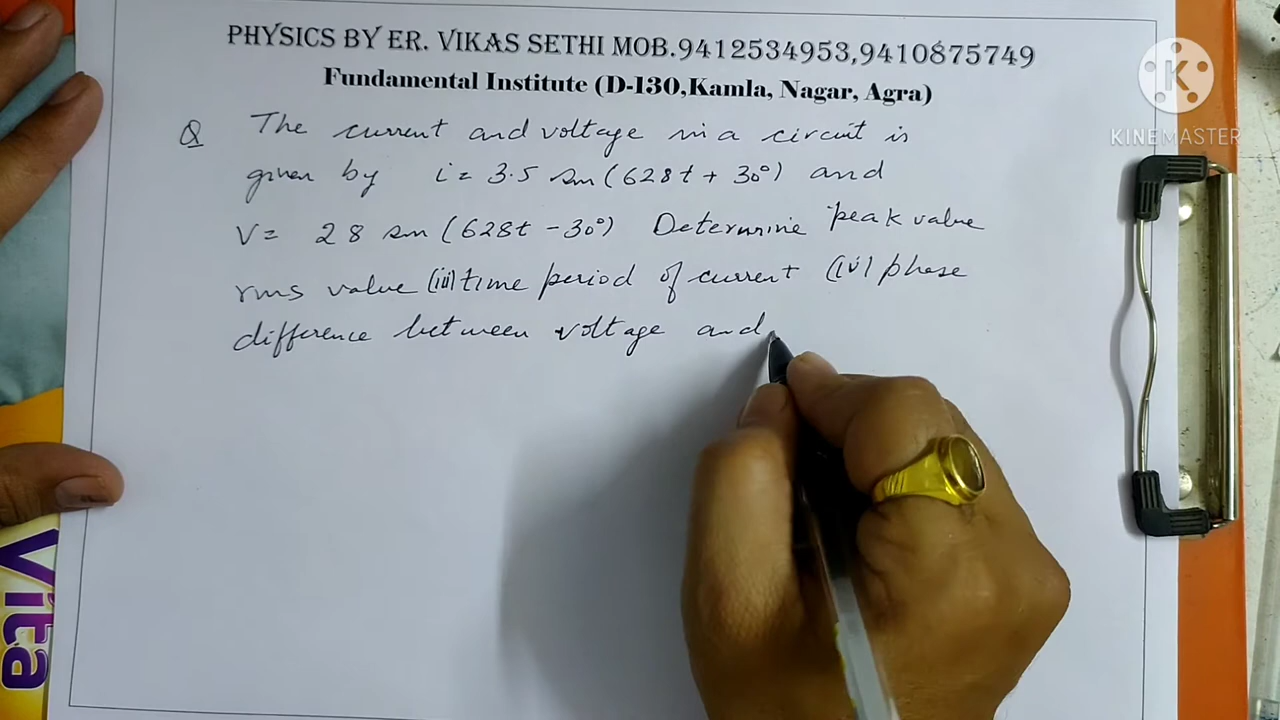 PHYSICS BY ER. VIKAS SETHI MOB.9412534953,9410875749
Fundamental Institute (D-130,Kamla, Nagar, Agra)
KINEMASTER
Q The current and voltage in a circuit is
given by i = 3.5 sin (628t + 30°) and
V = 28 sin (628t - 30°) Determine peak value
rms value (iii) time period of current (iv) phase
difference between voltage and
Vita